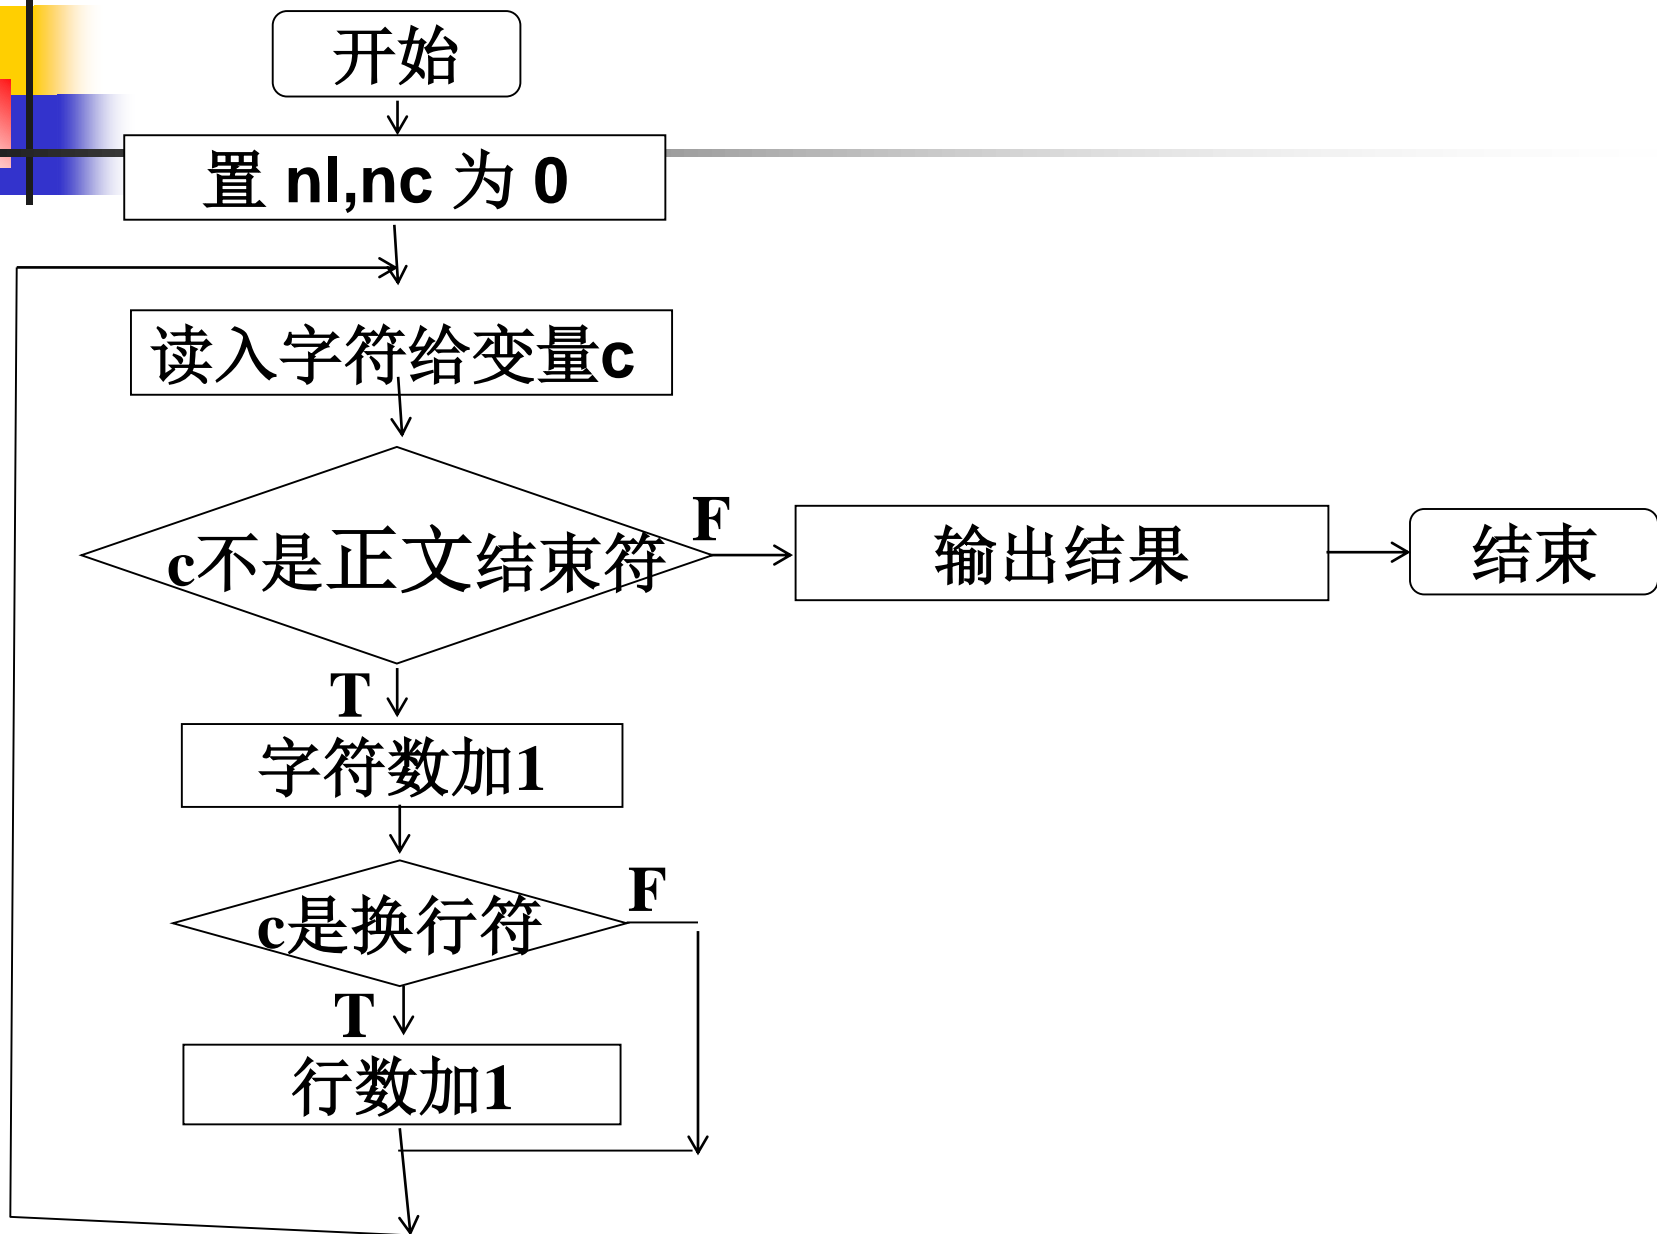 开始
置 nl,nc 为 0
读入字符给变量c
c不是正文结束符
F
输出结果
结束
T
字符数加1
c是换行符
F
T
行数加1